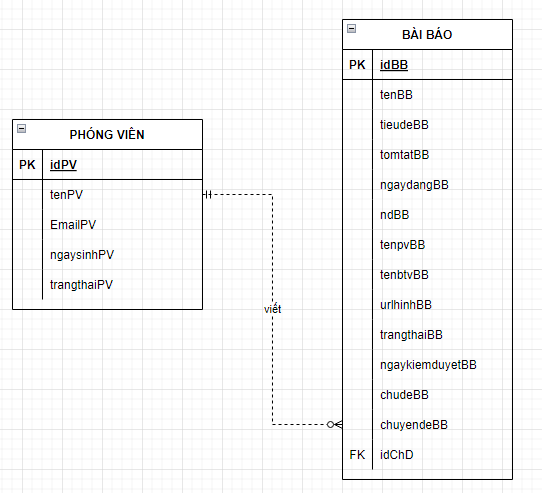 PHÓNG VIÊN
PK idPV
tenPV
EmailPV
ngaysinhPV
trangthaiPV
viết
BÀI BÁO
PK idBB
tenBB
tieudeBB
tomtatBB
ngaydangBB
ndBB
tenpvBB
tenbtvBB
urlhinhBB
trangthaiBB
ngaykiemduyetBB
chudeBB
chuyendeBB
FK idChD